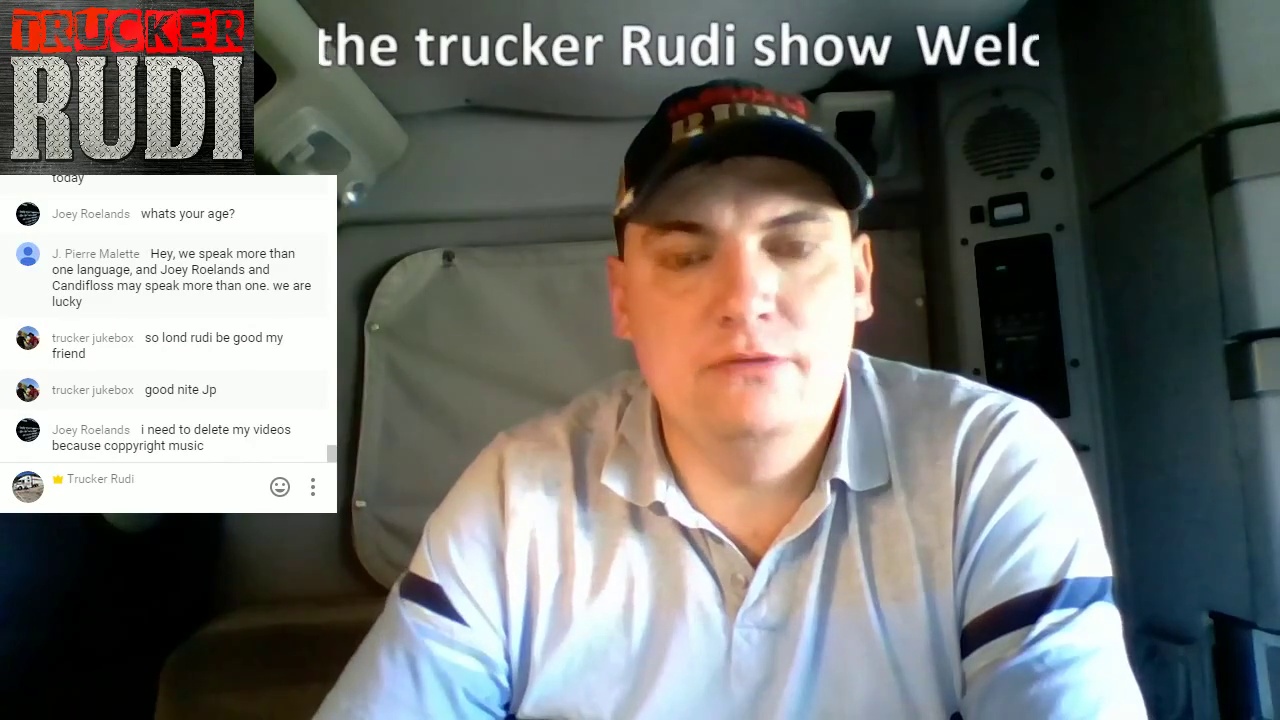 TRUCKER
RUDI
the trucker Rudi show Welc
RUDI
today
Joey Roelands whats your age?
J. Pierre Malette Hey, we speak more than
one language, and Joey Roelands and
Candifloss may speak more than one. we are
lucky
trucker jukebox so lond rudi be good my
friend
trucker jukebox good nite Jp
Joey Roelands i need to delete my videos
because coppyright music
Trucker Rudi